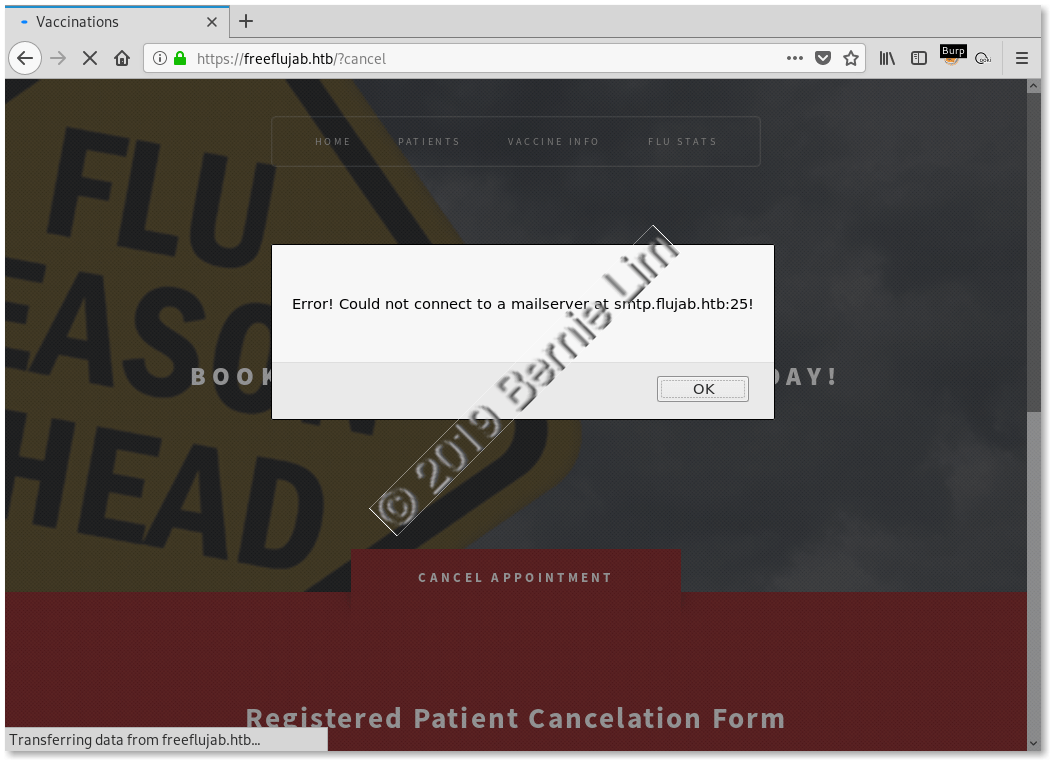 Vaccinations
https://freeflujab.htb/?cancel
Burp
HOME PATIENTS VACCINE INFO FLU STATS
FLU
EASON
HEAD
Error! Could not connect to a mailserver at smtp.flujab.htb:25!
OK
BOOK
DAY!
© 2019 Bernie Lim
CANCEL APPOINTMENT
Registered Patient Cancelation Form
Transferring data from freeflujab.htb...